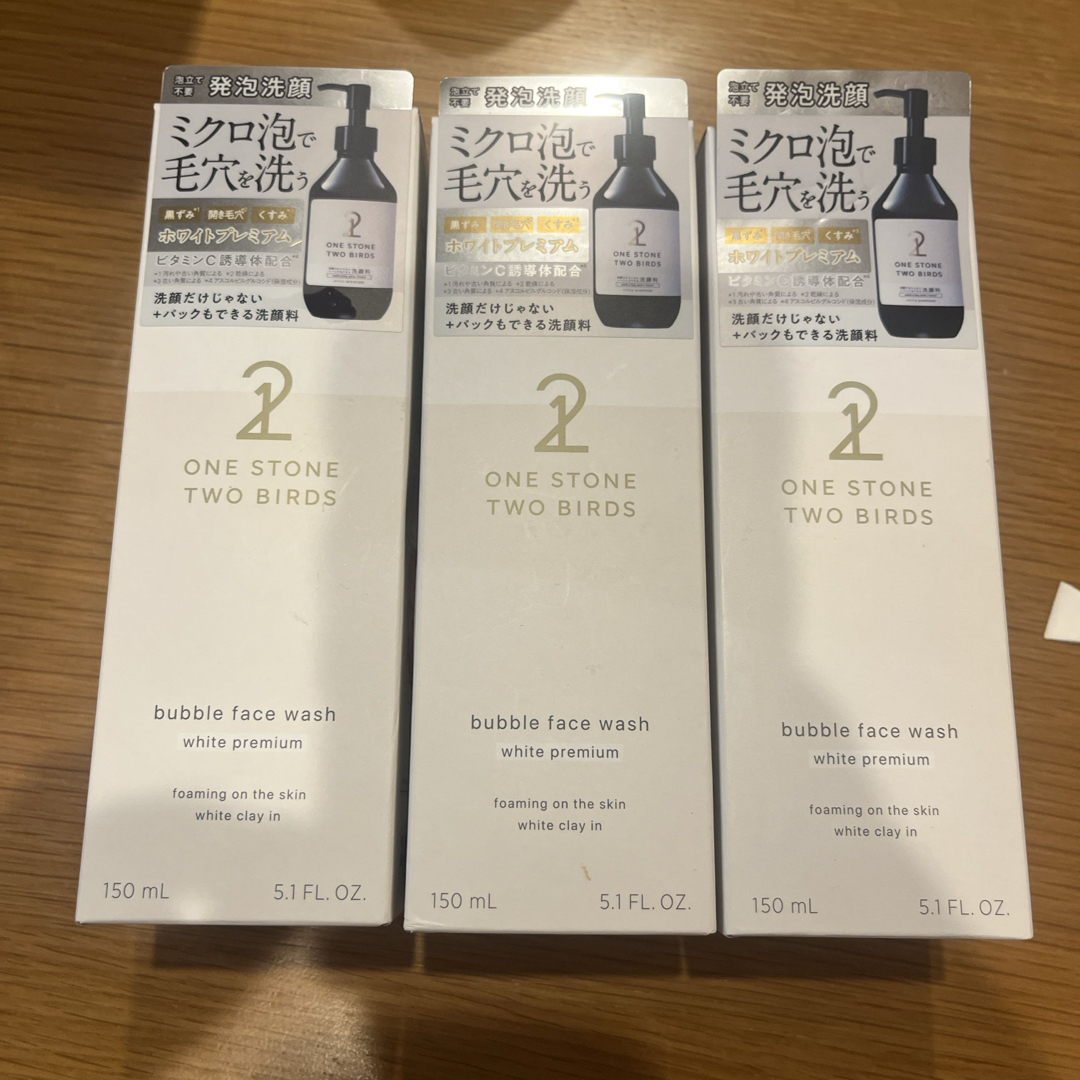 泡立て
不要
発泡洗顔
ミクロ泡で
毛穴を洗う
黒ずみ 開き毛穴 くすみ
ホワイトプレミアム
ビタミンC誘導体配合
洗顔だけじゃない
+パックもできる洗顔料
21
ONE STONE
TWO BIRDS
21
ONE STONE
TWO BIRDS
bubble face wash
white premium
foaming on the skin
white clay in
150 mL 5.1 FL. OZ.
泡立て
不要
発泡洗顔
ミクロ泡で
毛穴を洗う
黒ずみ 開き毛穴 くすみ
ホワイトプレミアム
ビタミンC誘導体配合
洗顔だけじゃない
+パックもできる洗顔料
21
ONE STONE
TWO BIRDS
21
ONE STONE
TWO BIRDS
bubble face wash
white premium
foaming on the skin
white clay in
150 mL 5.1 FL. OZ.
泡立て
不要
発泡洗顔
ミクロ泡で
毛穴を洗う
黒ずみ 開き毛穴 くすみ
ホワイトプレミアム
ビタミンC誘導体配合
洗顔だけじゃない
+パックもできる洗顔料
21
ONE STONE
TWO BIRDS
21
ONE STONE
TWO BIRDS
bubble face wash
white premium
foaming on the skin
white clay in
150 mL 5.1 FL. OZ.